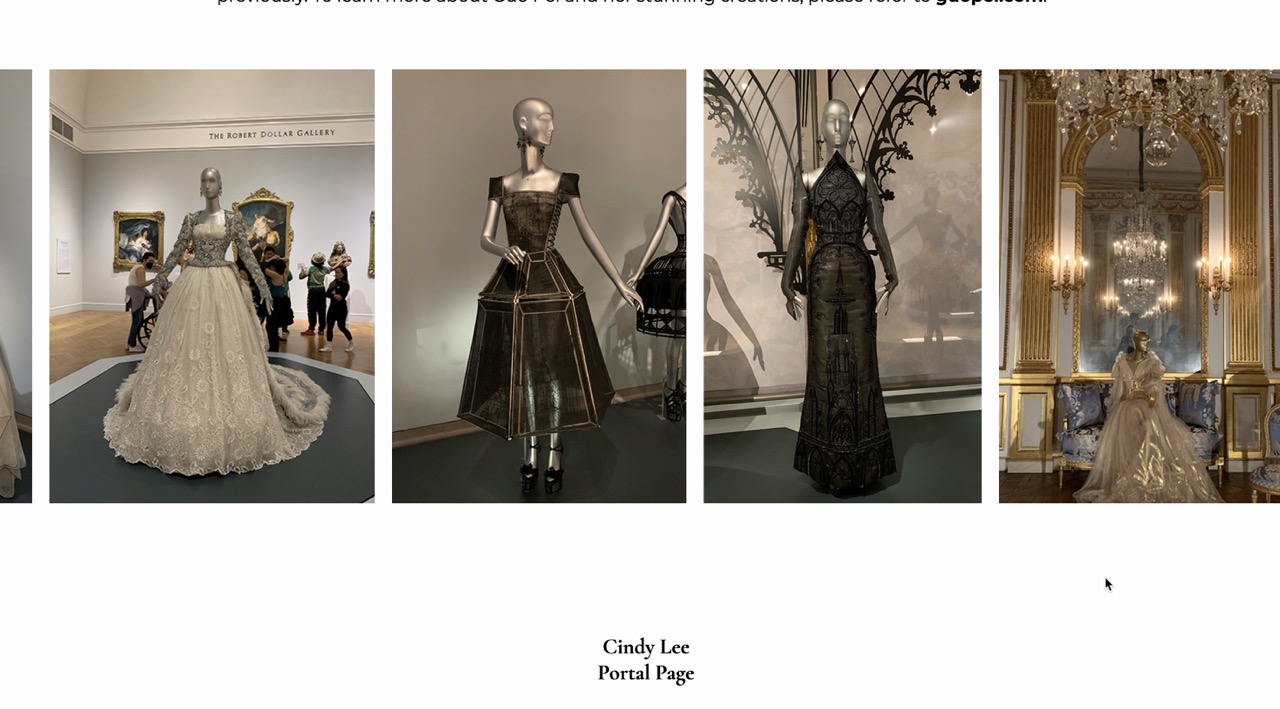 previously. To learn more about Guo Pei and her stunning creations, please refer to guopei.com.
THE ROBERT DOLLAR GALLERY
Cindy Lee
Portal Page